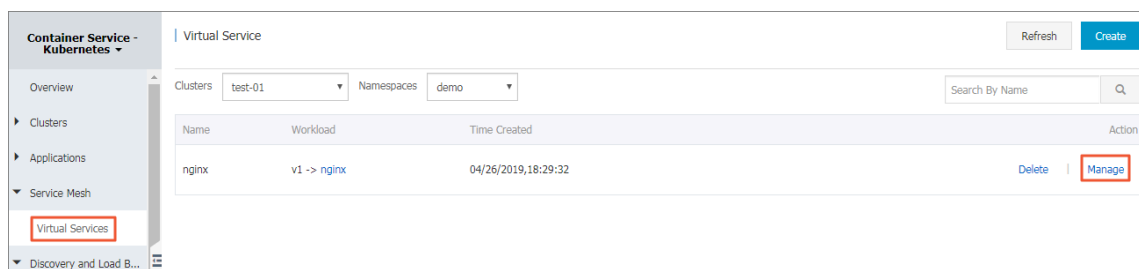 Container Service -
Kubernetes
Virtual Service
Refresh
Create
Overview
Clusters
test-01
Namespaces
demo
Search By Name
Clusters
Name
Workload
Time Created
Action
Applications
nginx
v1 -> nginx
04/26/2019,18:29:32
Delete
Manage
Service Mesh
Virtual Services
Discovery and Load B...